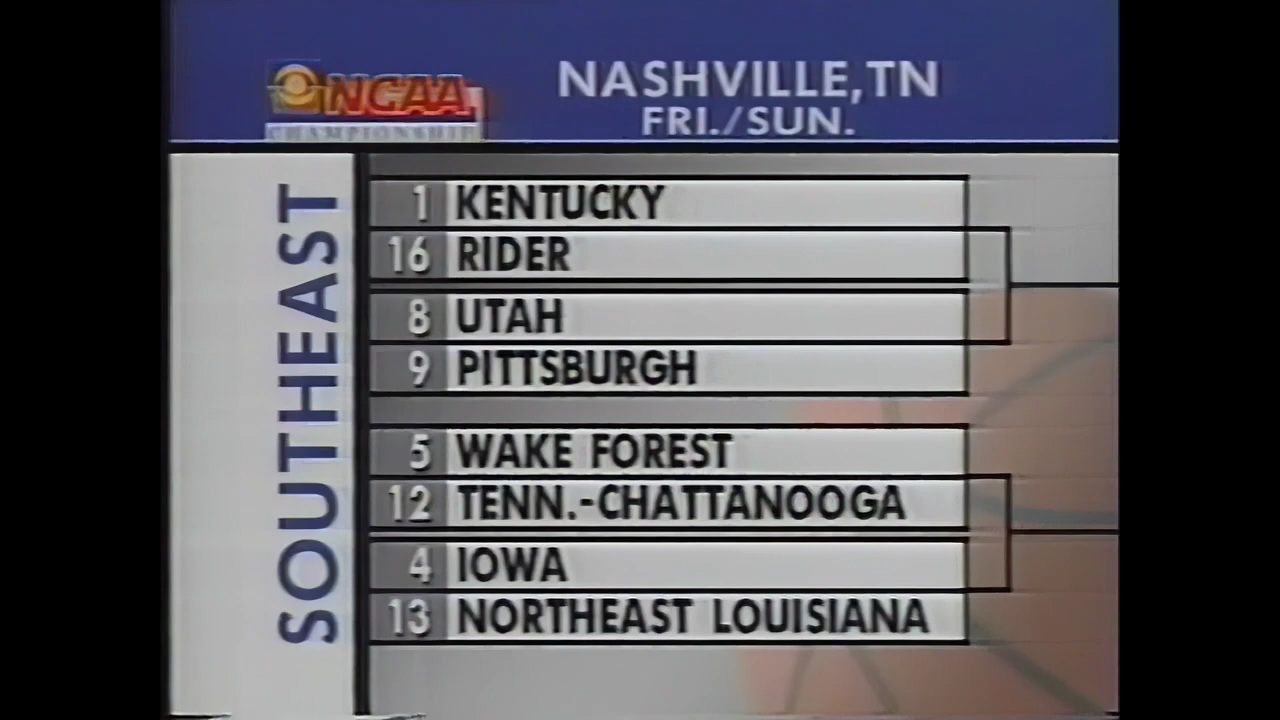 NCAA
CHAMPIONSHIP
NASHVILLE,TN
FRI./SUN.
SOUTHEAST
1 KENTUCKY
16 RIDER
8 UTAH
9 PITTSBURGH
5 WAKE FOREST
12 TENN.-CHATTANOOGA
4 IOWA
13 NORTHEAST LOUISIANA